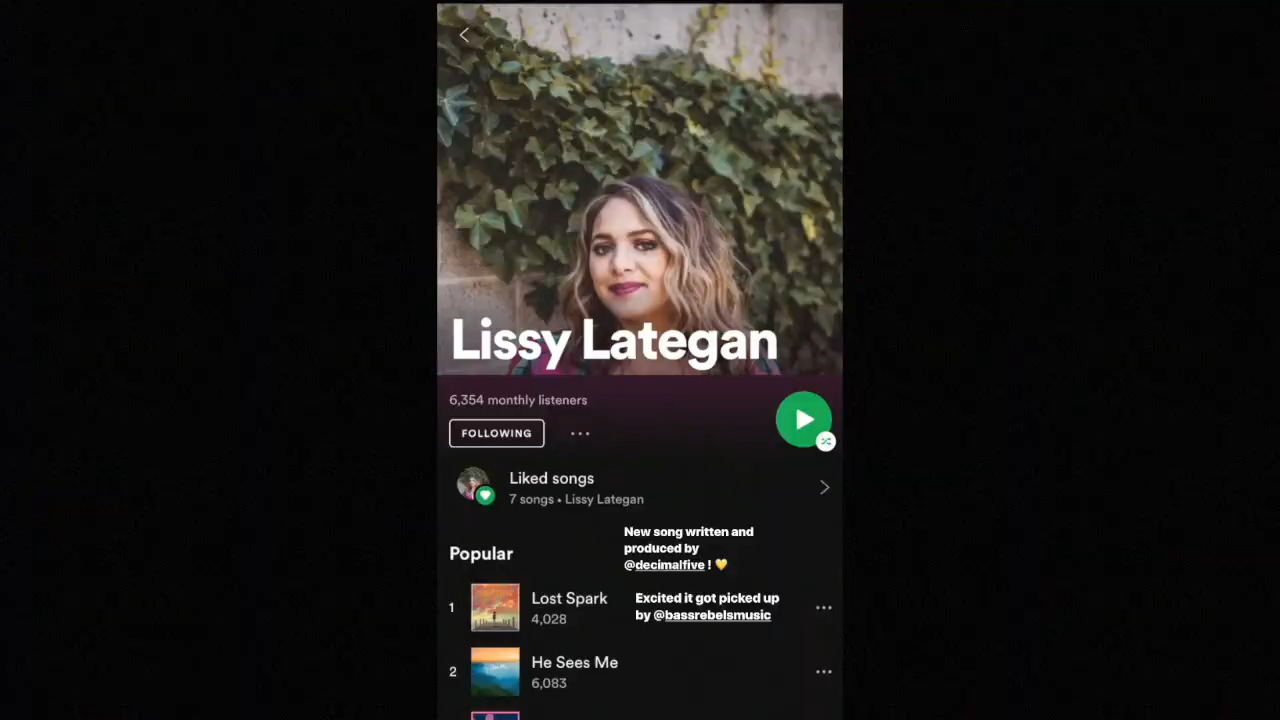 Lissy Lategan
6,354 monthly listeners
FOLLOWING
Liked songs
7 songs • Lissy Lategan
New song written and
produced by
@decimalfive ! 💛
Popular
1
Lost Spark
4,028
Excited it got picked up
by @bassrebelsmusic
2
He Sees Me
6,083